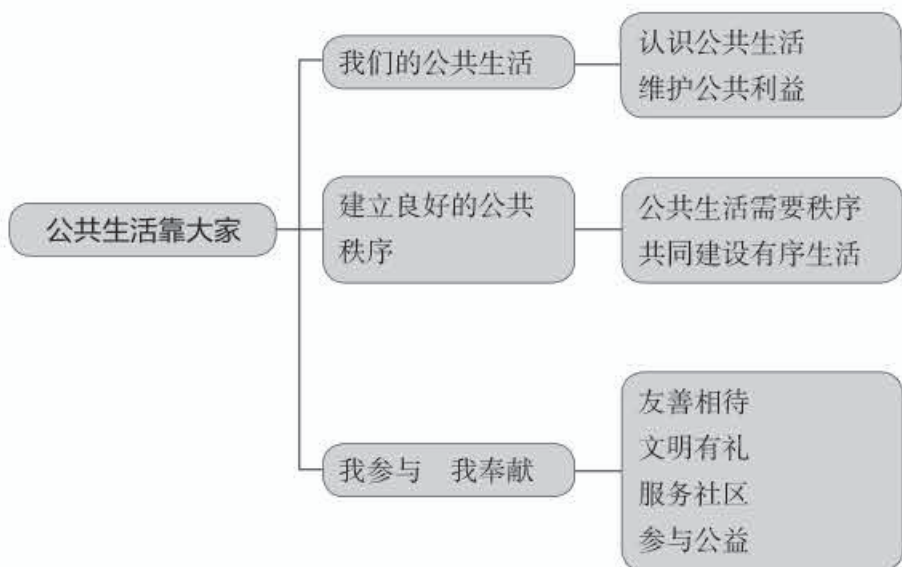 公共生活靠大家
我们的公共生活
认识公共生活
维护公共利益
建立良好的公共
秩序
公共生活需要秩序
共同建设有序生活
我参与 我奉献
友善相待
文明有礼
服务社区
参与公益